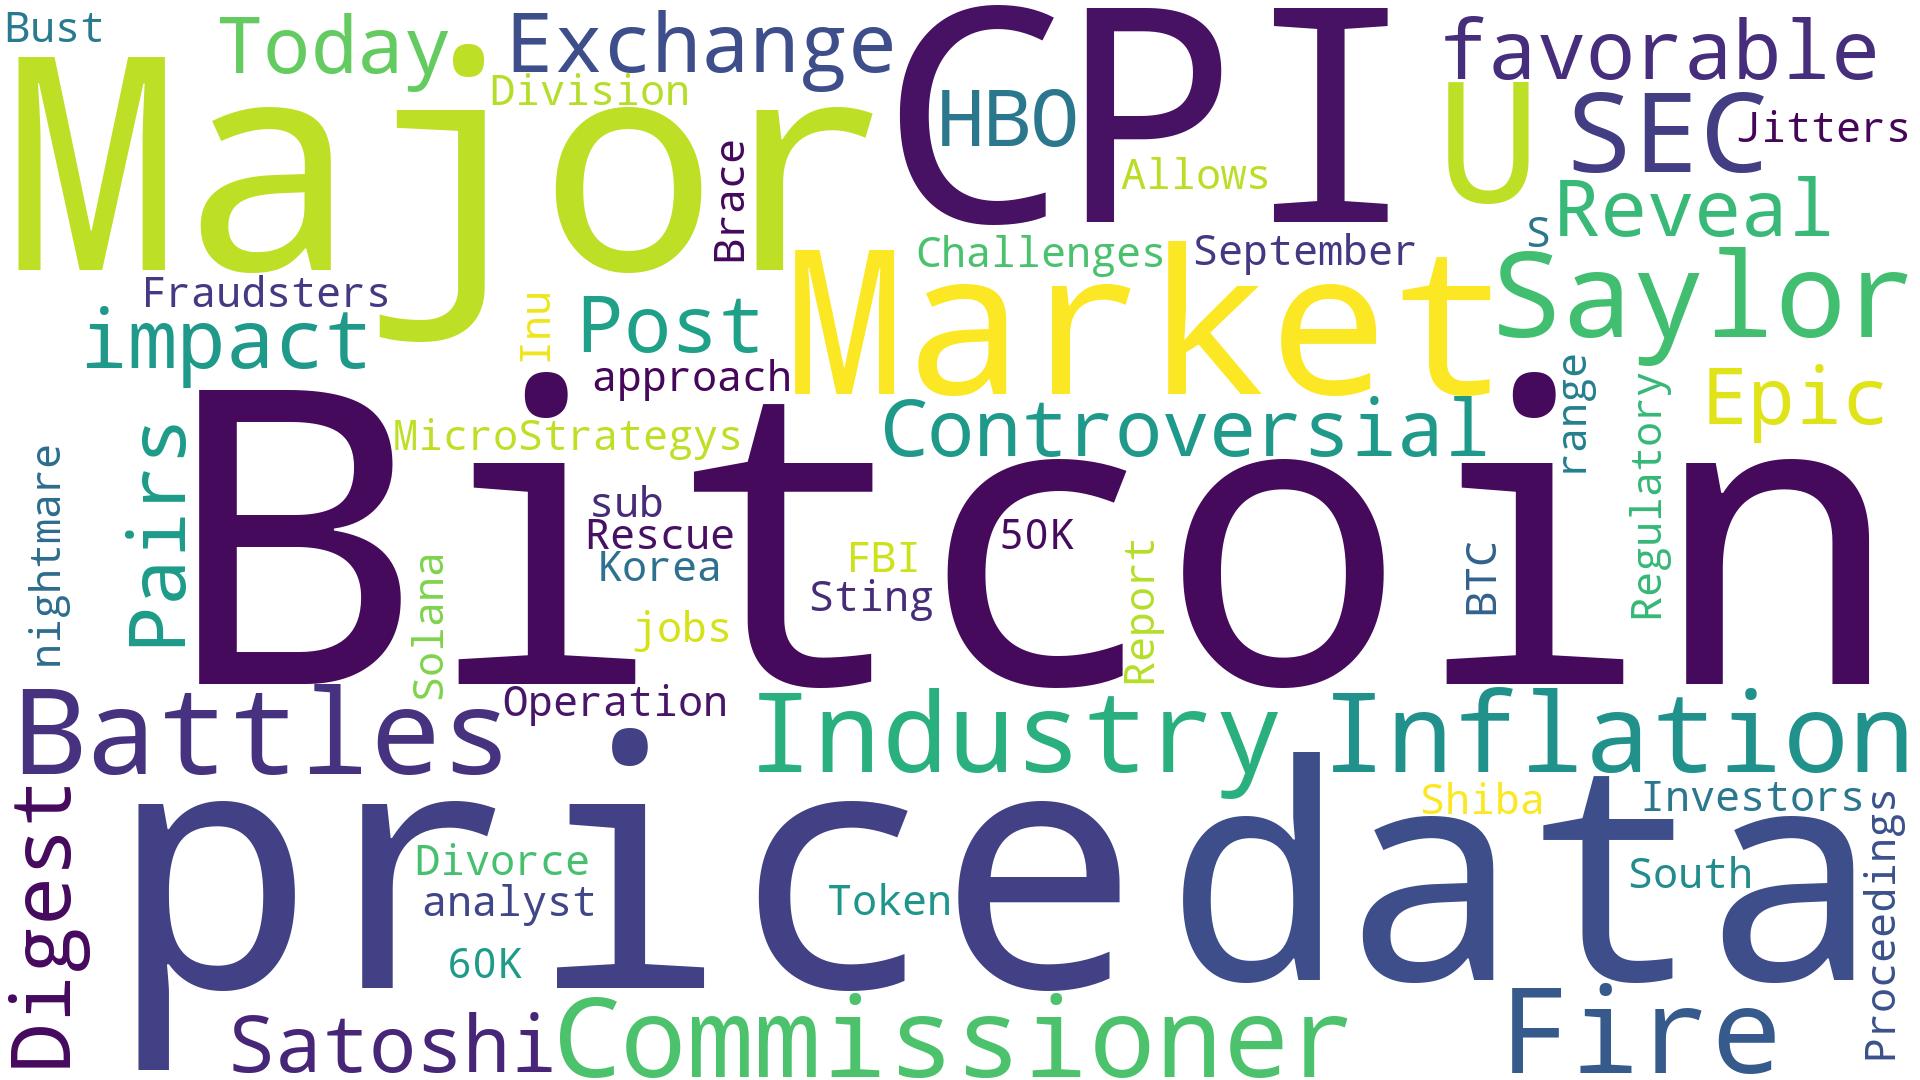 Bust
Today
Exchange
CPI
favorable
Major
Division
HBO
U
SEC
Jitters
Brace
Allows
Reveal
S
Challenges
September
Fraudsters
Market
Saylor
impact
Inu
Post
approach
range
Regulatory
Epic
Pairs
Bitcoin
MicroStrategys
Controversial
nightmare
sub
Rescue
50K
Korea
FBI
Sting
Report
BTC
Solana
jobs
Battles
Operation
Industry
Inflation
Digest
price
data
Shiba
Investors
Proceedings
Divorce
analyst
Token
South
60K
Satoshi
Commissioner
Fire